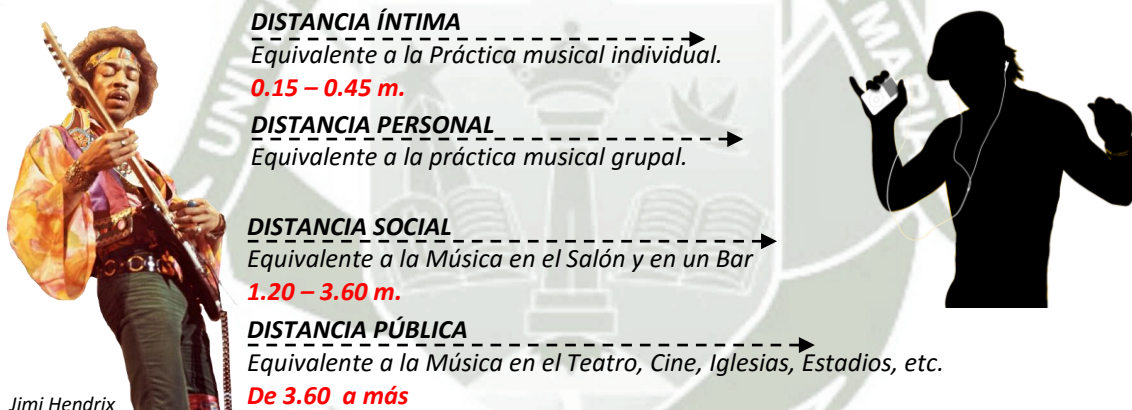 DISTANCIA ÍNTIMA
Equivalente a la Práctica musical individual.
0.15 – 0.45 m.
DISTANCIA PERSONAL
Equivalente a la práctica musical grupal.
DISTANCIA SOCIAL
Equivalente a la Música en el Salón y en un Bar
1.20 – 3.60 m.
DISTANCIA PÚBLICA
Equivalente a la Música en el Teatro, Cine, Iglesias, Estadios, etc.
De 3.60 a más
Jimi Hendrix
UNIV
MARIA